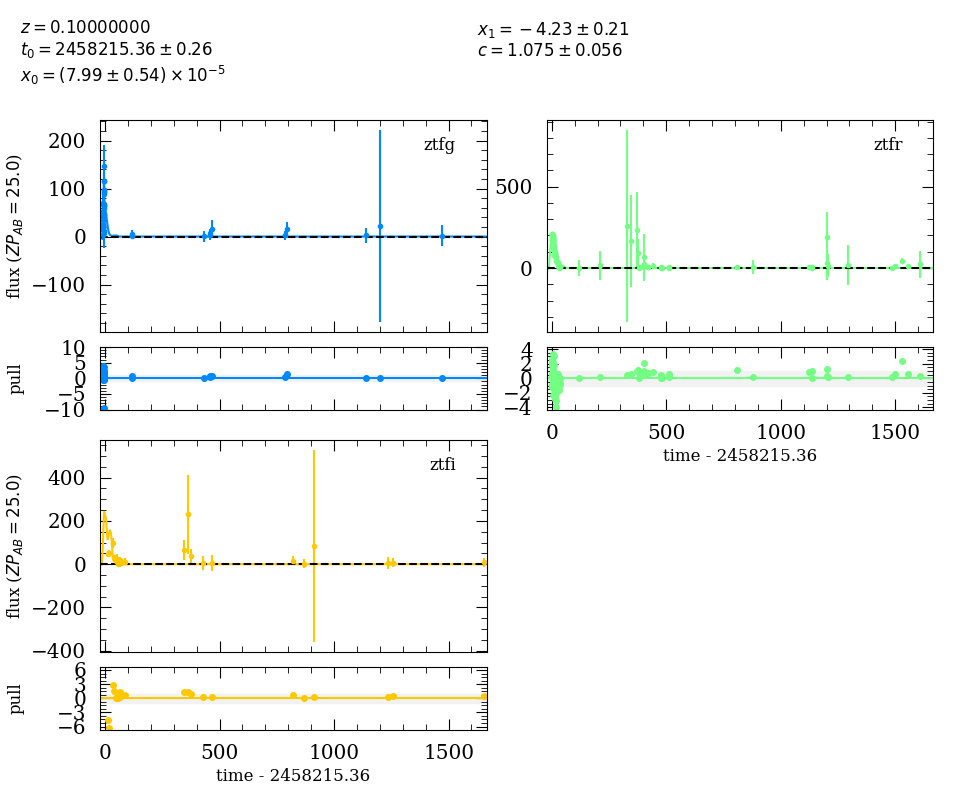 z = 0.10000000
t₀ = 2458215.36 ± 0.26
x₀ = (7.99 ± 0.54) × 10⁻⁵
x₁ = −4.23 ± 0.21
c = 1.075 ± 0.056
ztfg
200
100
0
−100
flux (ZP_AB = 25.0)
ztfr
500
0
10
5
0
−5
−10
pull
4
2
0
−2
−4
0 500 1000 1500
time - 2458215.36
ztfi
400
200
0
−200
−400
flux (ZP_AB = 25.0)
6
3
0
−3
−6
pull
0 500 1000 1500
time - 2458215.36